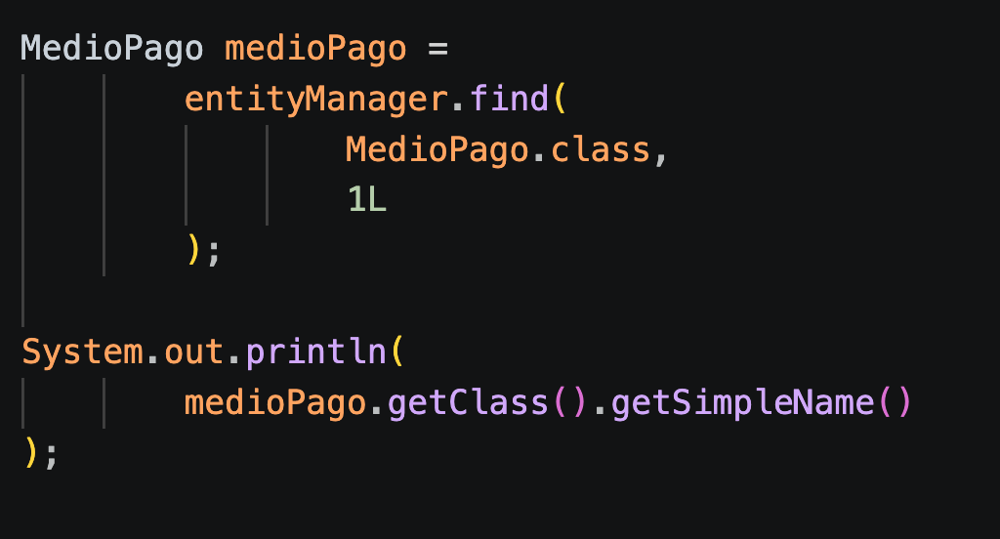 MedioPago medioPago =
entityManager.find(
MedioPago.class,
1L
);
System.out.println(
medioPago.getClass().getSimpleName()
);